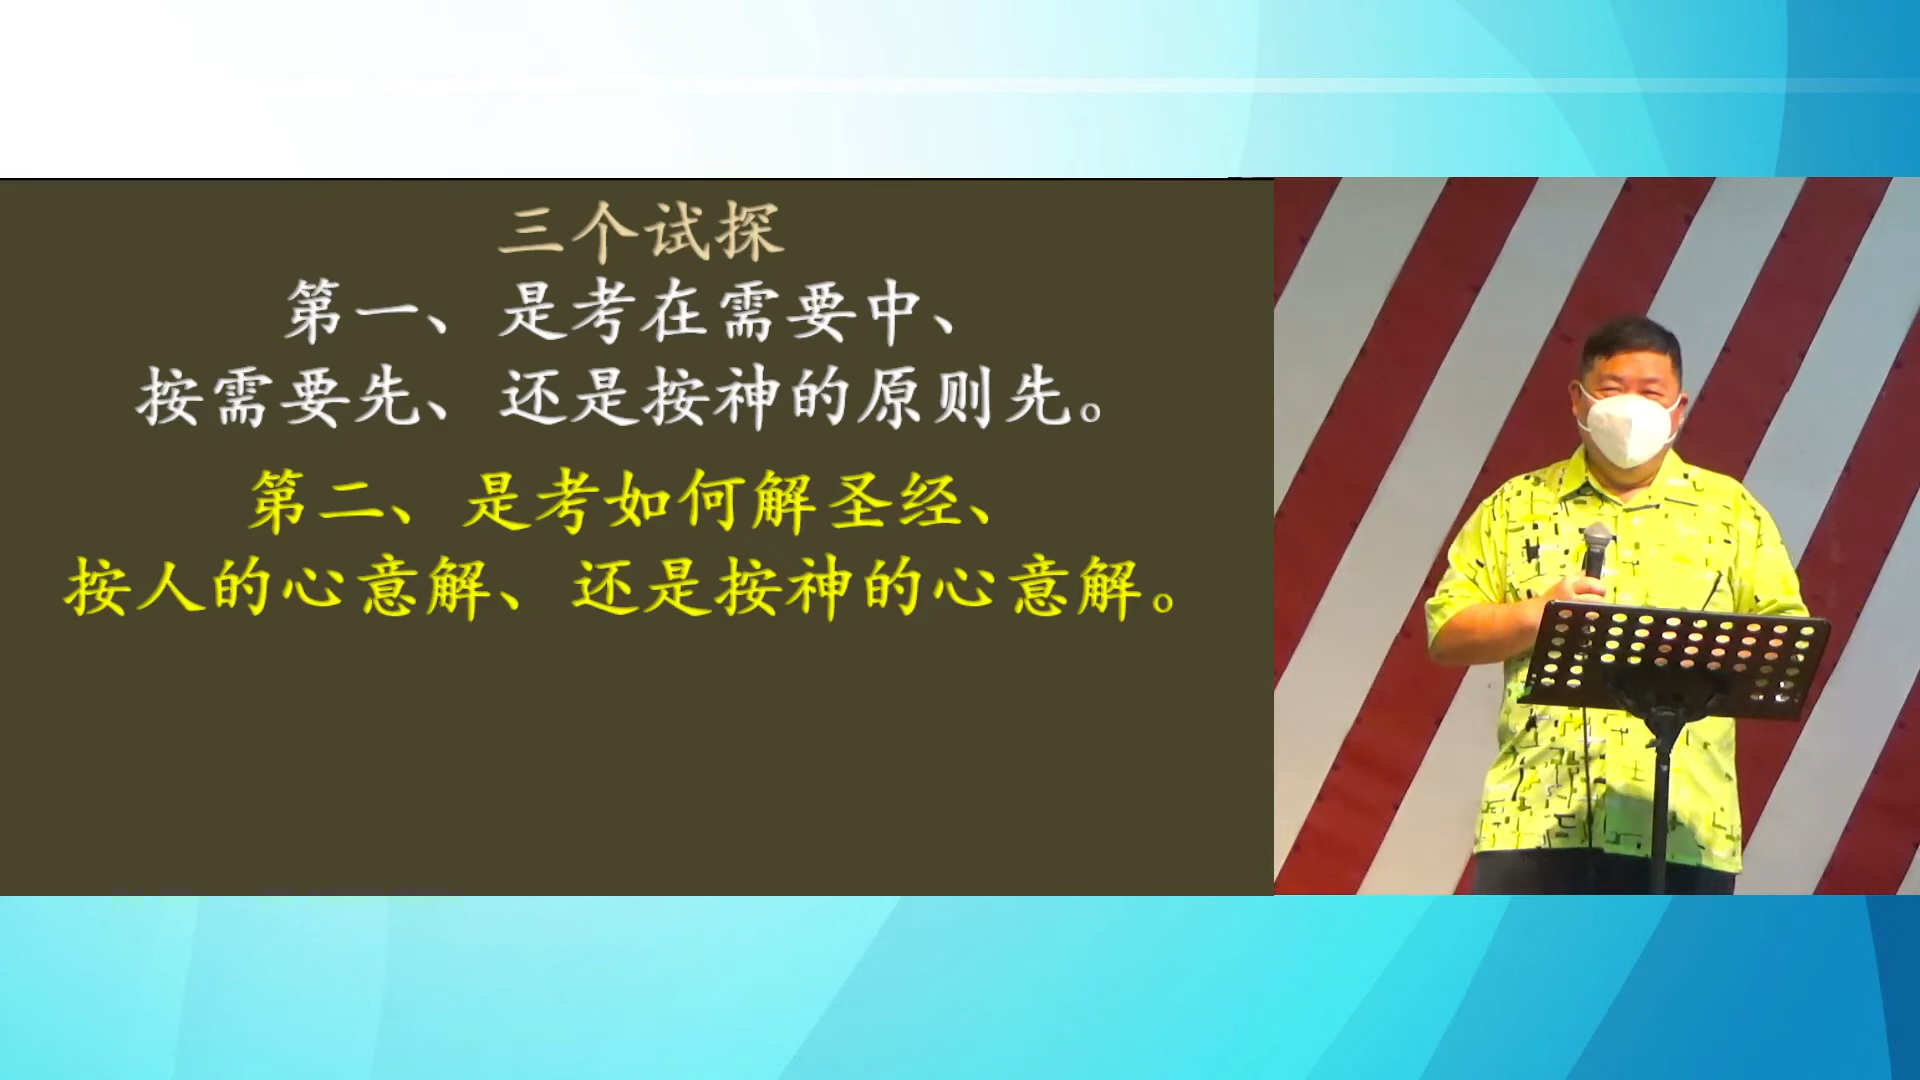 三个试探
第一、是考在需要中、
按需要先、还是按神的原则先。
第二、是考如何解圣经、
按人的心意解、还是按神的心意解。